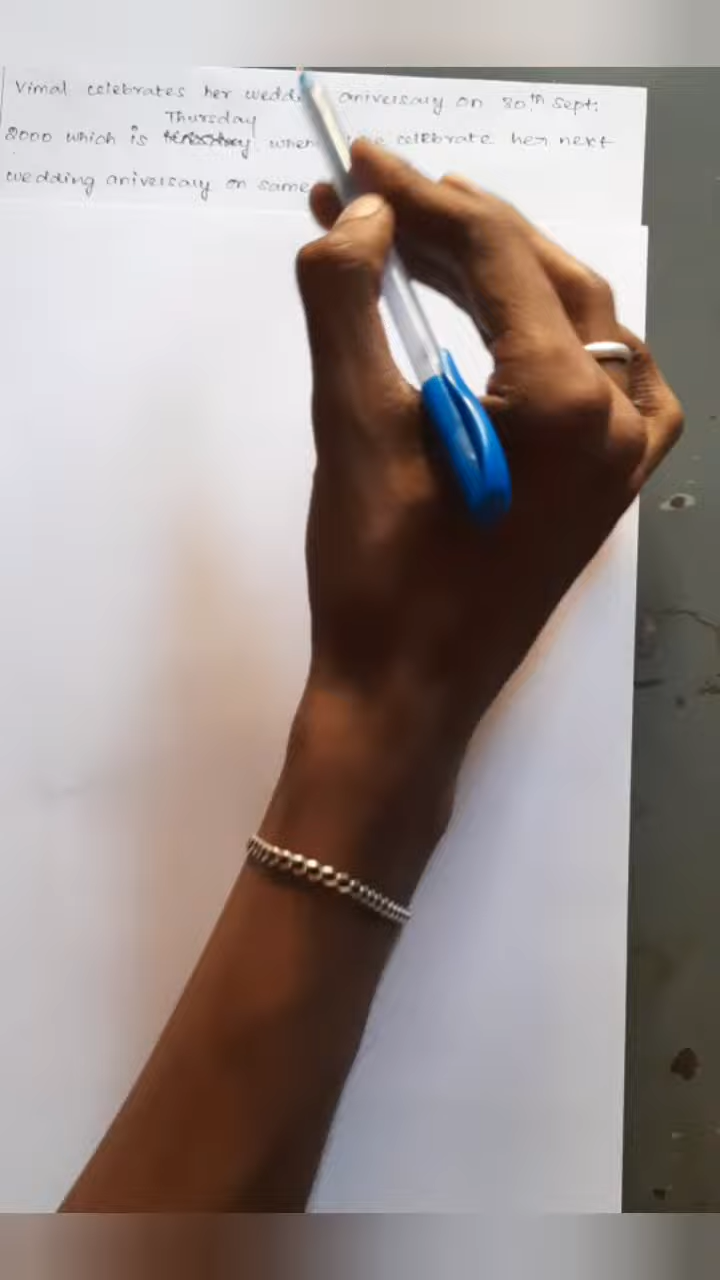 Vimal celebrates her wedding aniversary on 30th Sept:
Thursday
2000 which is when celebrate her next
wedding aniversary on same